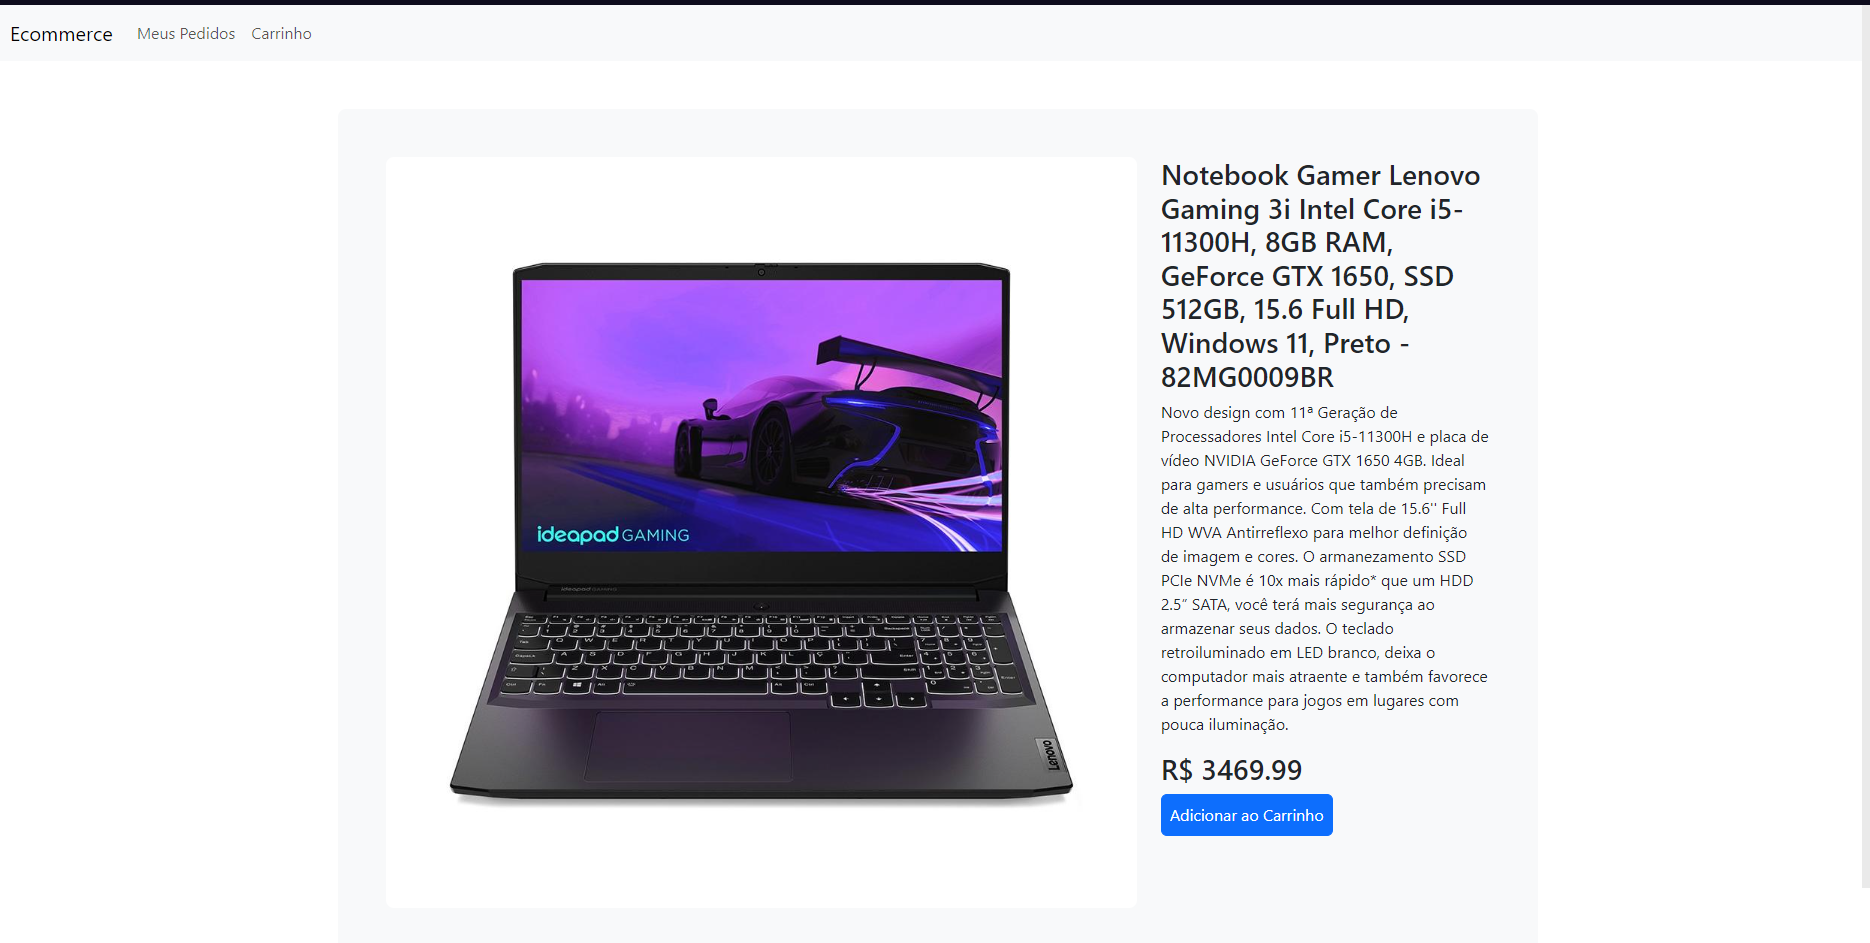 Ecommerce Meus Pedidos Carrinho
Notebook Gamer Lenovo
Gaming 3i Intel Core i5-
11300H, 8GB RAM,
GeForce GTX 1650, SSD
512GB, 15.6 Full HD,
Windows 11, Preto -
82MG0009BR
Novo design com 11ª Geração de
Processadores Intel Core i5-11300H e placa de
vídeo NVIDIA GeForce GTX 1650 4GB. Ideal
para gamers e usuários que também precisam
de alta performance. Com tela de 15.6'' Full
HD WVA Antirreflexo para melhor definição
de imagem e cores. O armanezamento SSD
PCIe NVMe é 10x mais rápido* que um HDD
2.5” SATA, você terá mais segurança ao
armazenar seus dados. O teclado
retroiluminado em LED branco, deixa o
computador mais atraente e também favorece
a performance para jogos em lugares com
pouca iluminação.
R$ 3469.99
Adicionar ao Carrinho
ideapad GAMING
ideapad GAMING
Lenovo